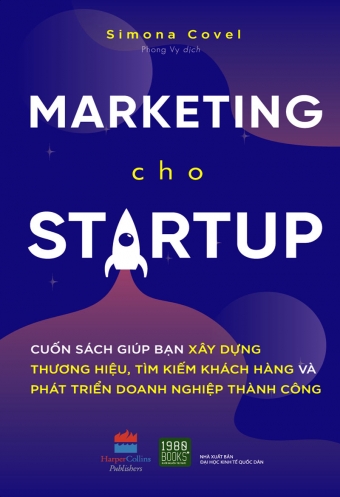 Simona Covel
Phong Vy dịch
MARKETING
cho
STARTUP
CUỐN SÁCH GIÚP BẠN XÂY DỰNG
THƯƠNG HIỆU, TÌM KIẾM KHÁCH HÀNG VÀ
PHÁT TRIỂN DOANH NGHIỆP THÀNH CÔNG
HarperCollins
Publishers
1980
BOOKS
NHÀ XUẤT BẢN
ĐẠI HỌC KINH TẾ QUỐC DÂN